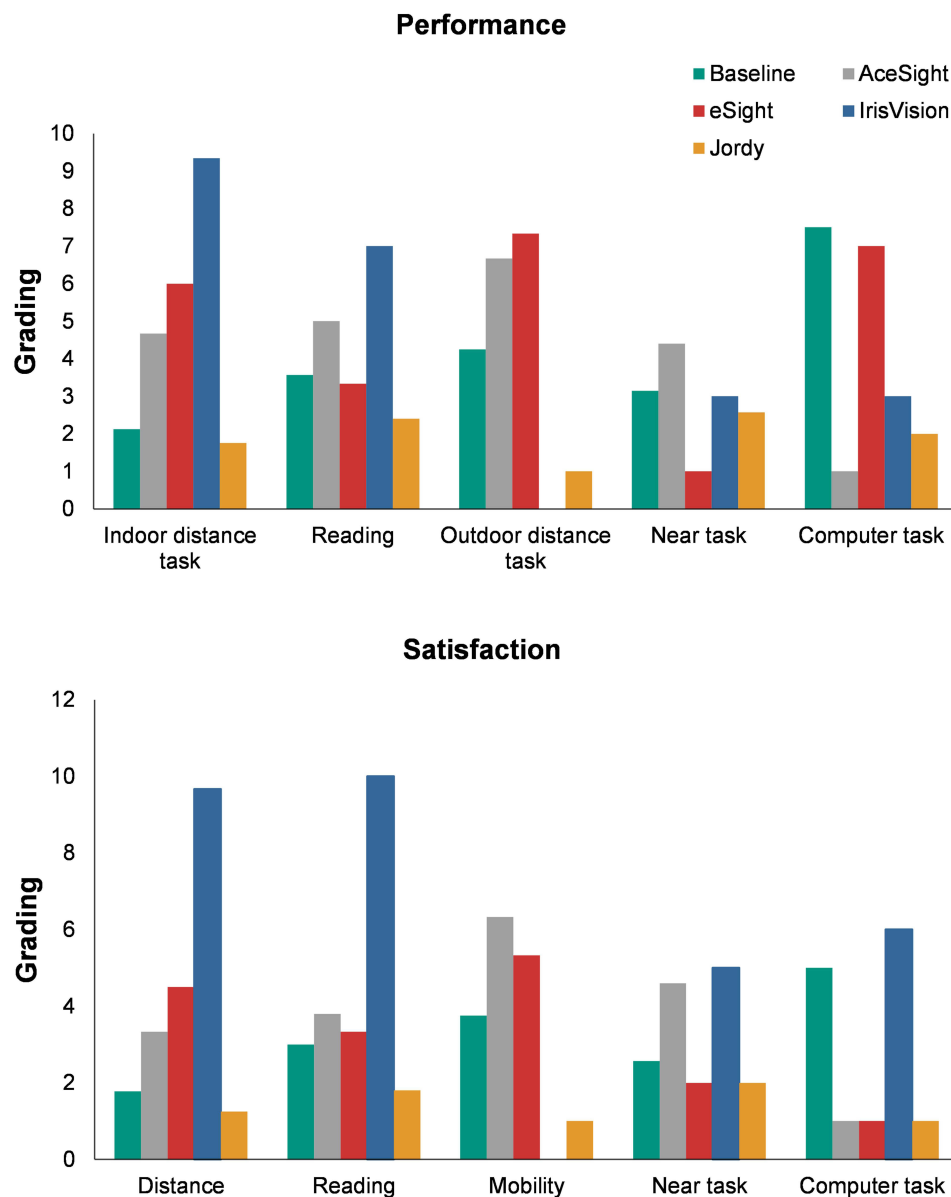 Performance
Baseline
AceSight
eSight
IrisVision
Jordy
Grading
10
9
8
7
6
5
4
3
2
1
0
Indoor distance
task
Reading
Outdoor distance
task
Near task
Computer task
Satisfaction
Grading
12
10
8
6
4
2
0
Distance
Reading
Mobility
Near task
Computer task